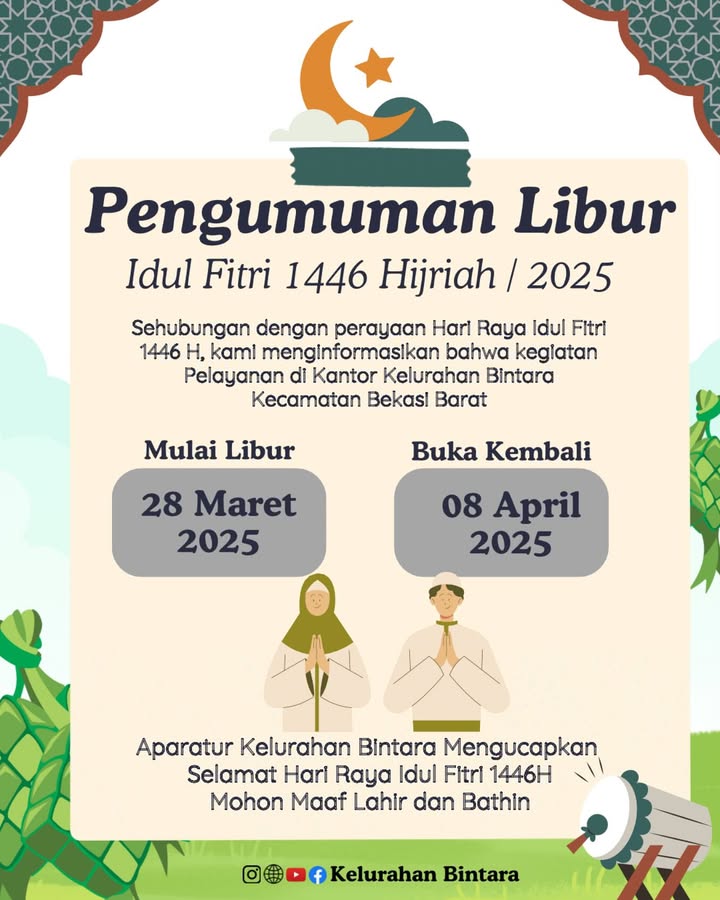 Pengumuman Libur
Idul Fitri 1446 Hijriah / 2025
Sehubungan dengan perayaan Hari Raya Idul Fitri
1446 H, kami menginformasikan bahwa kegiatan
Pelayanan di Kantor Kelurahan Bintara
Kecamatan Bekasi Barat
Mulai Libur
28 Maret
2025
Buka Kembali
08 April
2025
Aparatur Kelurahan Bintara Mengucapkan
Selamat Hari Raya Idul Fitri 1446H
Mohon Maaf Lahir dan Bathin
Kelurahan Bintara